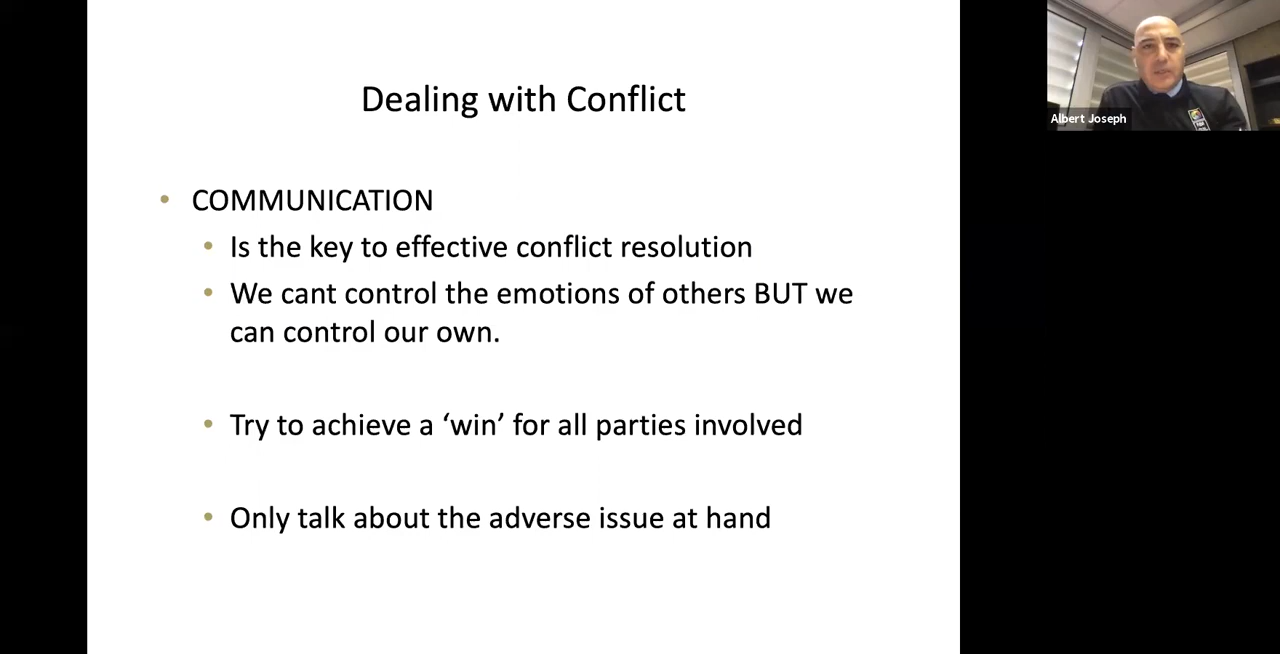 Dealing with Conflict
• COMMUNICATION
• Is the key to effective conflict resolution
• We cant control the emotions of others BUT we
can control our own.
• Try to achieve a ‘win’ for all parties involved
• Only talk about the adverse issue at hand
Albert Joseph